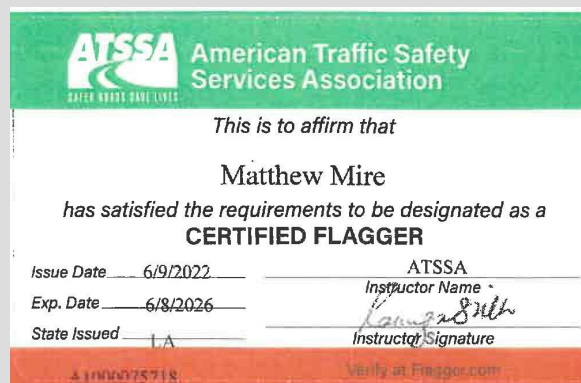 ATSSA American Traffic Safety
Services Association
SAFER ROADS SAVE LIVES
This is to affirm that
Matthew Mire
has satisfied the requirements to be designated as a
CERTIFIED FLAGGER
Issue Date 6/9/2022
ATSSA
Instructor Name
Exp. Date 6/8/2026
State Issued LA
Instructor Signature
A1000075718
Verify at Flagger.com